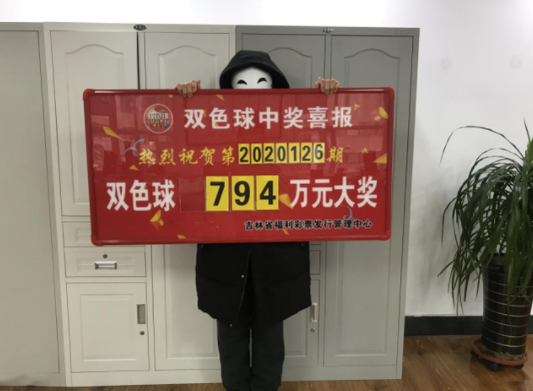 双色球中奖喜报
热烈祝贺第2020126期
双色球 794 万元大奖
吉林省福利彩票发行管理中心